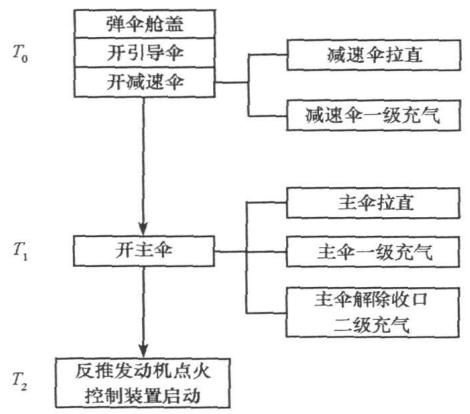 弹伞舱盖
T₀
开引导伞
减速伞拉直
开减速伞
减速伞一级充气
主伞拉直
T₁
开主伞
主伞一级充气
主伞解除收口
二级充气
T₂
反推发动机点火
控制装置启动